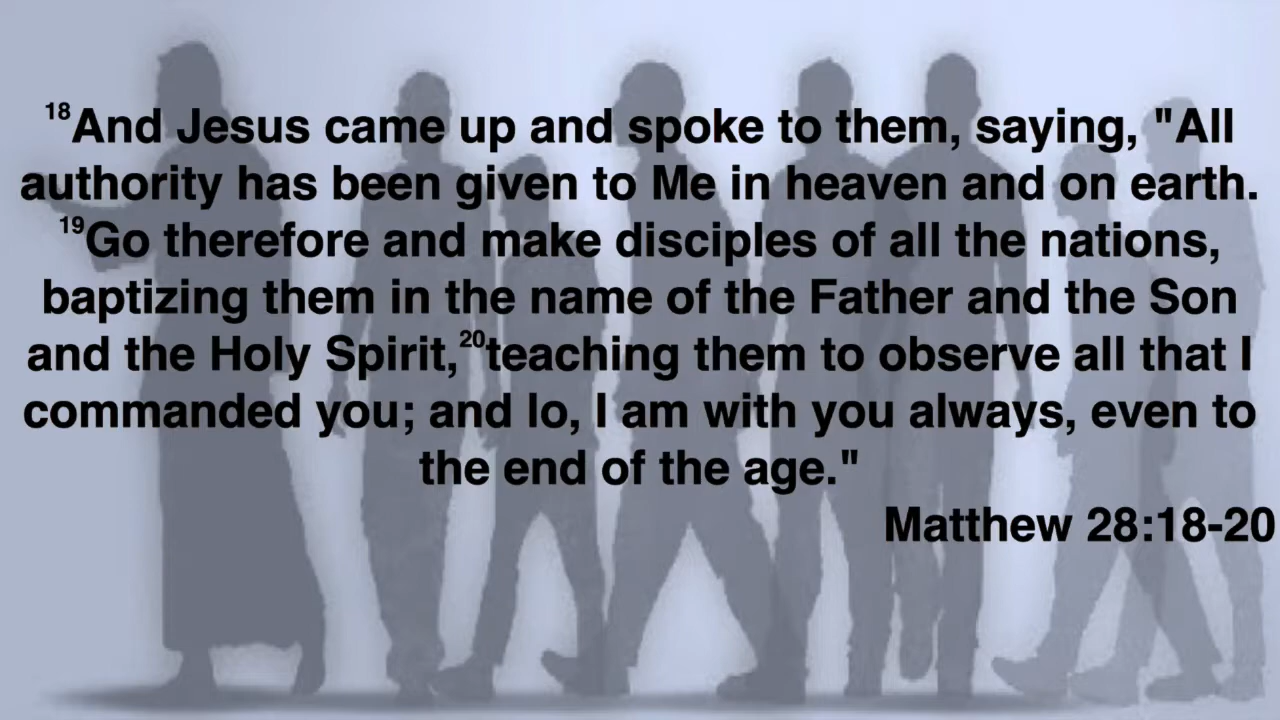 18And Jesus came up and spoke to them, saying, "All
authority has been given to Me in heaven and on earth.
19Go therefore and make disciples of all the nations,
baptizing them in the name of the Father and the Son
and the Holy Spirit,20teaching them to observe all that I
commanded you; and lo, I am with you always, even to
the end of the age."
Matthew 28:18-20